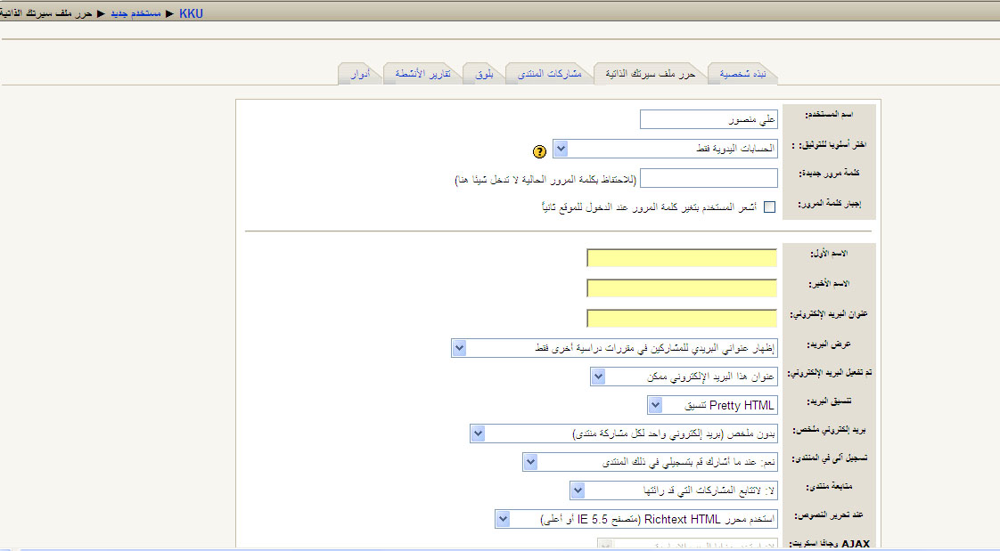 KKU ► مستخدم جديد ► حرر ملف سيرتك الذاتية
نبذه شخصية حرر ملف سيرتك الذاتية مشاركات المنتدى بلوق تقارير الأنشطة أدوار
اسم المستخدم: علي منصور
اختر أسلوبا للتوثيق: : الحسابات اليدوية فقط
كلمة مرور جديدة: (للاحتفاظ بكلمة المرور الحالية لا تدخل شيئا هنا)
إجبار كلمة المرور: أشعر المستخدم بتغير كلمة المرور عند الدخول للموقع ثانياً
الاسم الأول:
الاسم الأخير:
عنوان البريد الإلكتروني:
عرض البريد: إظهار عنواني البريدي للمشاركين في مقررات دراسية أخرى فقط
تم تفعيل البريد الإلكتروني: عنوان هذا البريد الإلكتروني ممكن
تنسيق البريد: Pretty HTML تنسيق
بريد إلكتروني ملخص: بدون ملخص (بريد إلكتروني واحد لكل مشاركة منتدى)
تسجيل آلى في المنتدى: نعم: عند ما أشارك قم بتسجيلي في ذلك المنتدى
متابعة منتدى: لا: لاتتابع المشاركات التي قد رائتها
عند تحرير النصوص: استخدم محرر Richtext HTML (متصفح IE 5.5 أو أعلى)
AJAX وجافا اسكريت: